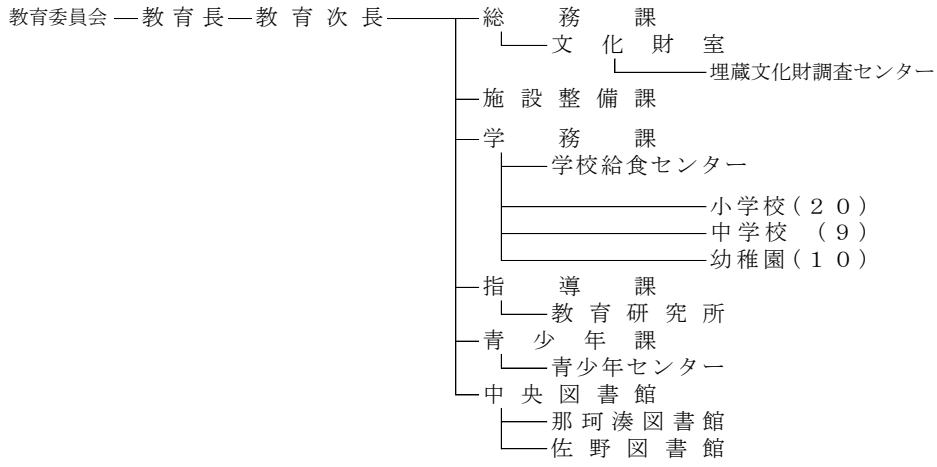 教育委員会 教育長 教育次長 総務課
文化財室
埋蔵文化財調査センター
施設整備課
学務課
学校給食センター
小学校(20)
中学校 (9)
幼稚園(10)
指導課
教育研究所
青少年課
青少年センター
中央図書館
那珂湊図書館
佐野図書館